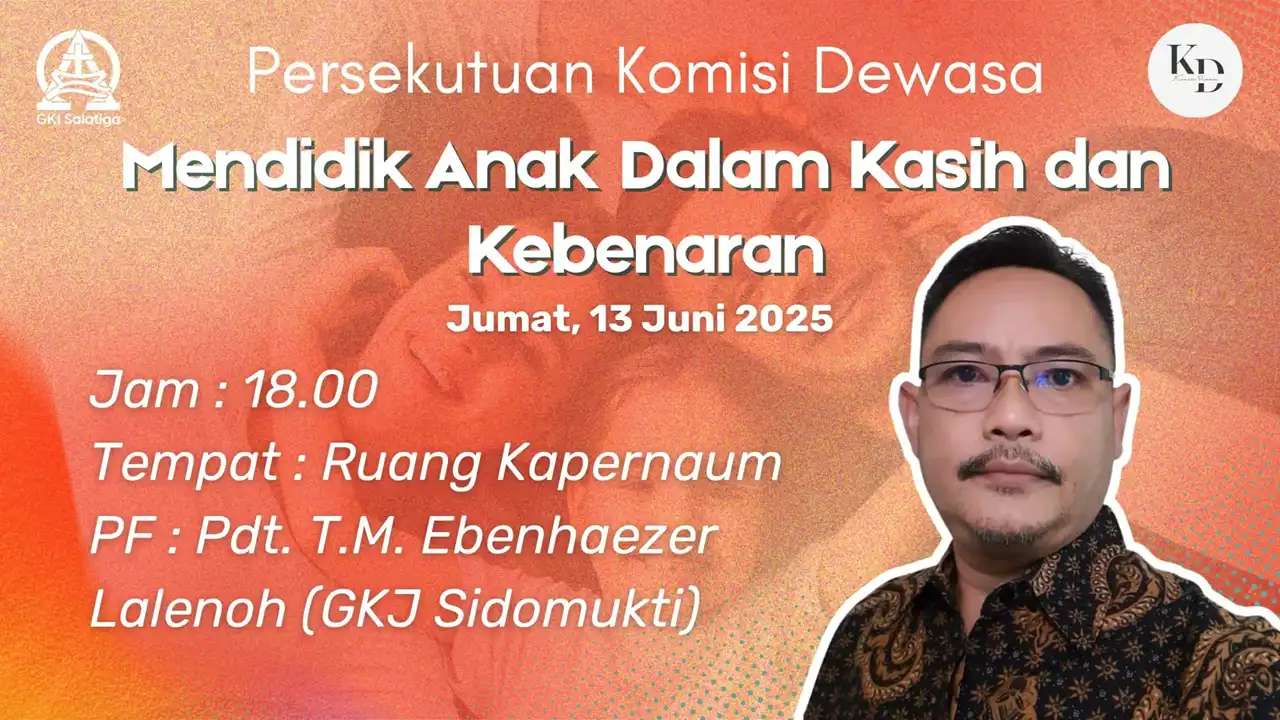 GKI Salatiga
Persekutuan Komisi Dewasa
KD
Mendidik Anak Dalam Kasih dan
Kebenaran
Jumat, 13 Juni 2025
Jam : 18.00
Tempat : Ruang Kapernaum
PF : Pdt. T.M. Ebenhaezer
Lalenoh (GKJ Sidomukti)